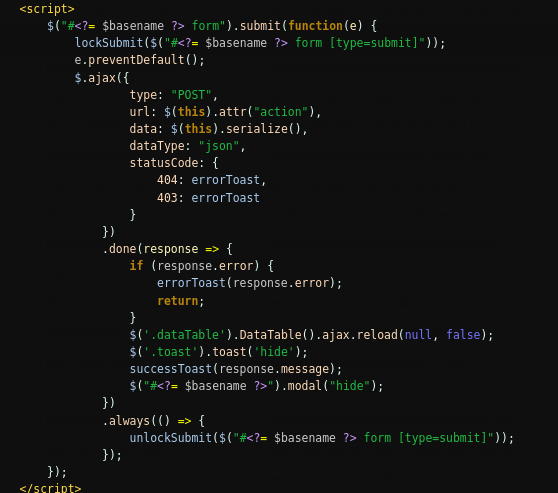 <script>
$("#<?= $basename ?> form").submit(function(e) {
lockSubmit($("#<?= $basename ?> form [type=submit]"));
e.preventDefault();
$.ajax({
type: "POST",
url: $(this).attr("action"),
data: $(this).serialize(),
dataType: "json",
statusCode: {
404: errorToast,
403: errorToast
}
})
.done(response => {
if (response.error) {
errorToast(response.error);
return;
}
$('.dataTable').DataTable().ajax.reload(null, false);
$('.toast').toast('hide');
successToast(response.message);
$("#<?= $basename ?>").modal("hide");
})
.always(() => {
unlockSubmit($("#<?= $basename ?> form [type=submit]"));
});
});
</script>